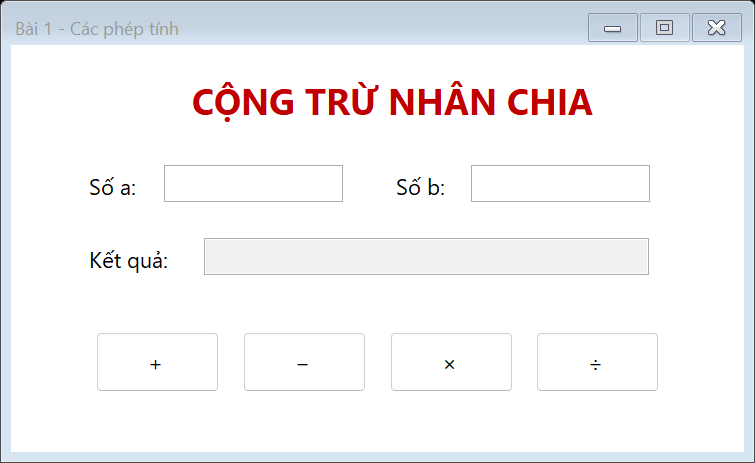 Bài 1 - Các phép tính
CỘNG TRỪ NHÂN CHIA
Số a: Số b:
Kết quả:
+ − × ÷